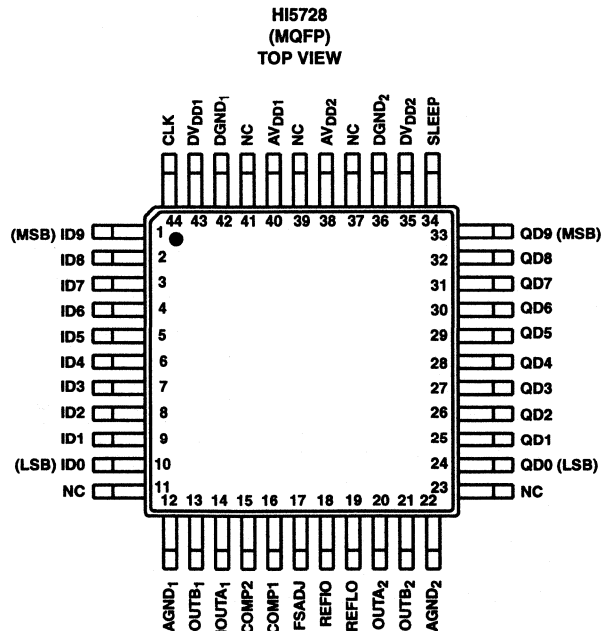 HI5728
(MQFP)
TOP VIEW
CLK
DVDD1
DGND1
NC
AVDD1
NC
AVDD2
NC
DGND2
DVDD2
SLEEP
44 43 42 41 40 39 38 37 36 35 34
(MSB) ID9 1 33 QD9 (MSB)
ID8 2 32 QD8
ID7 3 31 QD7
ID6 4 30 QD6
ID5 5 29 QD5
ID4 6 28 QD4
ID3 7 27 QD3
ID2 8 26 QD2
ID1 9 25 QD1
(LSB) ID0 10 24 QD0 (LSB)
NC 11 23 NC
12 13 14 15 16 17 18 19 20 21 22
AGND1
IOUTB1
IOUTA1
ICOMP2
ICOMP1
FSADJ
REFIO
REFLO
IOUTA2
IOUTB2
AGND2